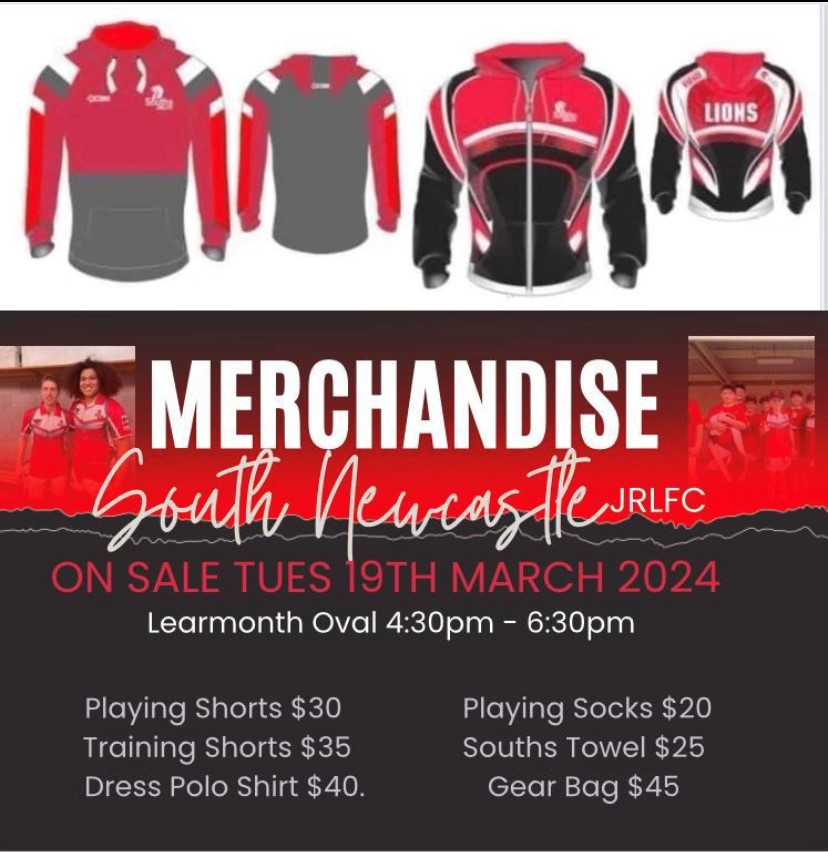 Souths
LIONS
MERCHANDISE
South Newcastle JRLFC
ON SALE TUES 19TH MARCH 2024
Learmonth Oval 4:30pm - 6:30pm
Playing Shorts $30
Training Shorts $35
Dress Polo Shirt $40.
Playing Socks $20
Souths Towel $25
Gear Bag $45